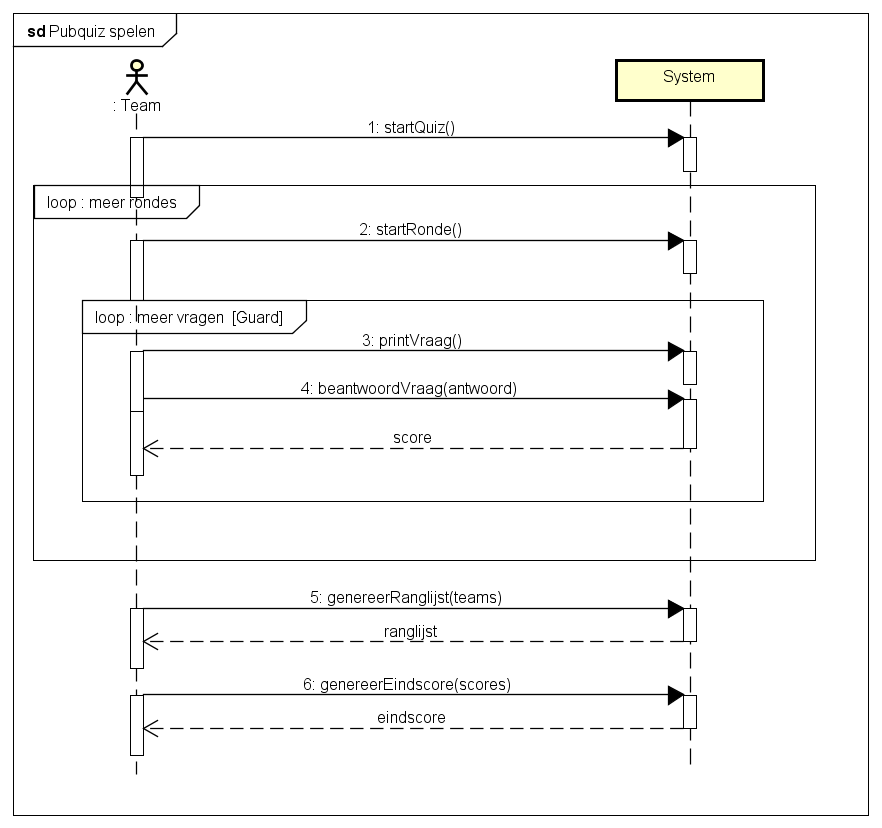 sd Pubquiz spelen
: Team
System
1: startQuiz()
loop : meer rondes
2: startRonde()
loop : meer vragen [Guard]
3: printVraag()
4: beantwoordVraag(antwoord)
score
5: genereerRanglijst(teams)
ranglijst
6: genereerEindscore(scores)
eindscore